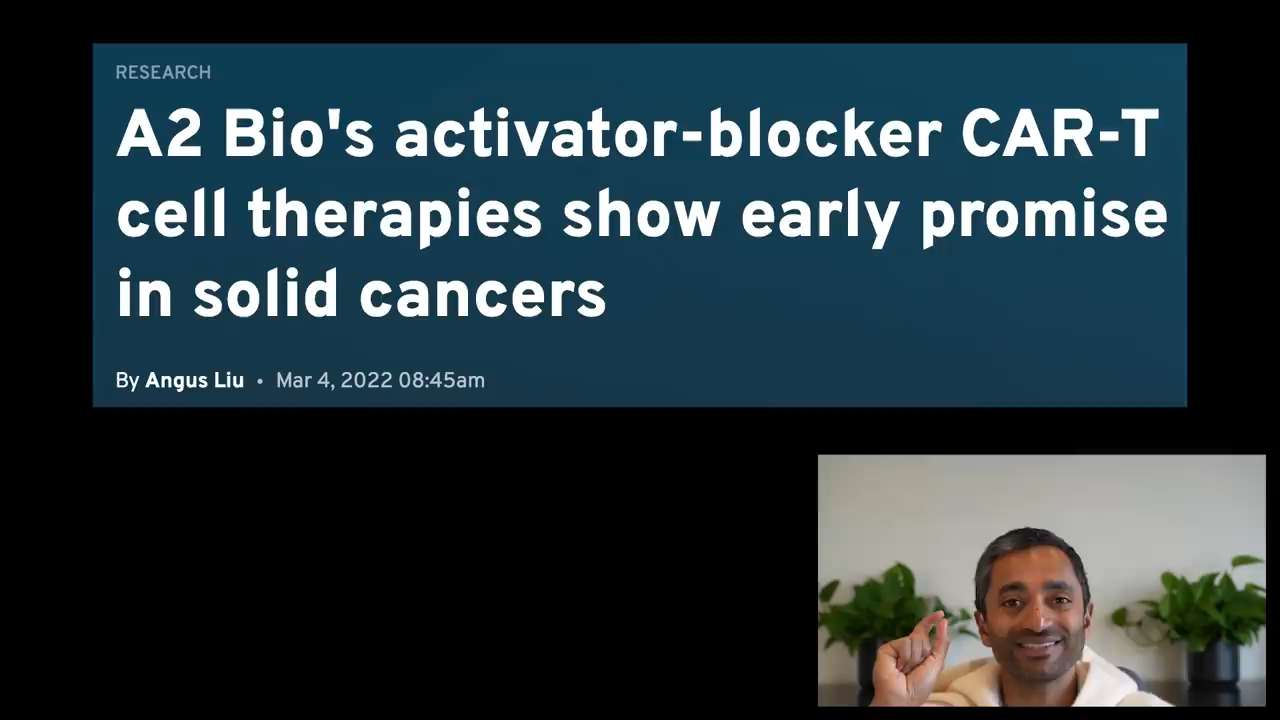 RESEARCH
A2 Bio's activator-blocker CAR-T
cell therapies show early promise
in solid cancers
By Angus Liu • Mar 4, 2022 08:45am